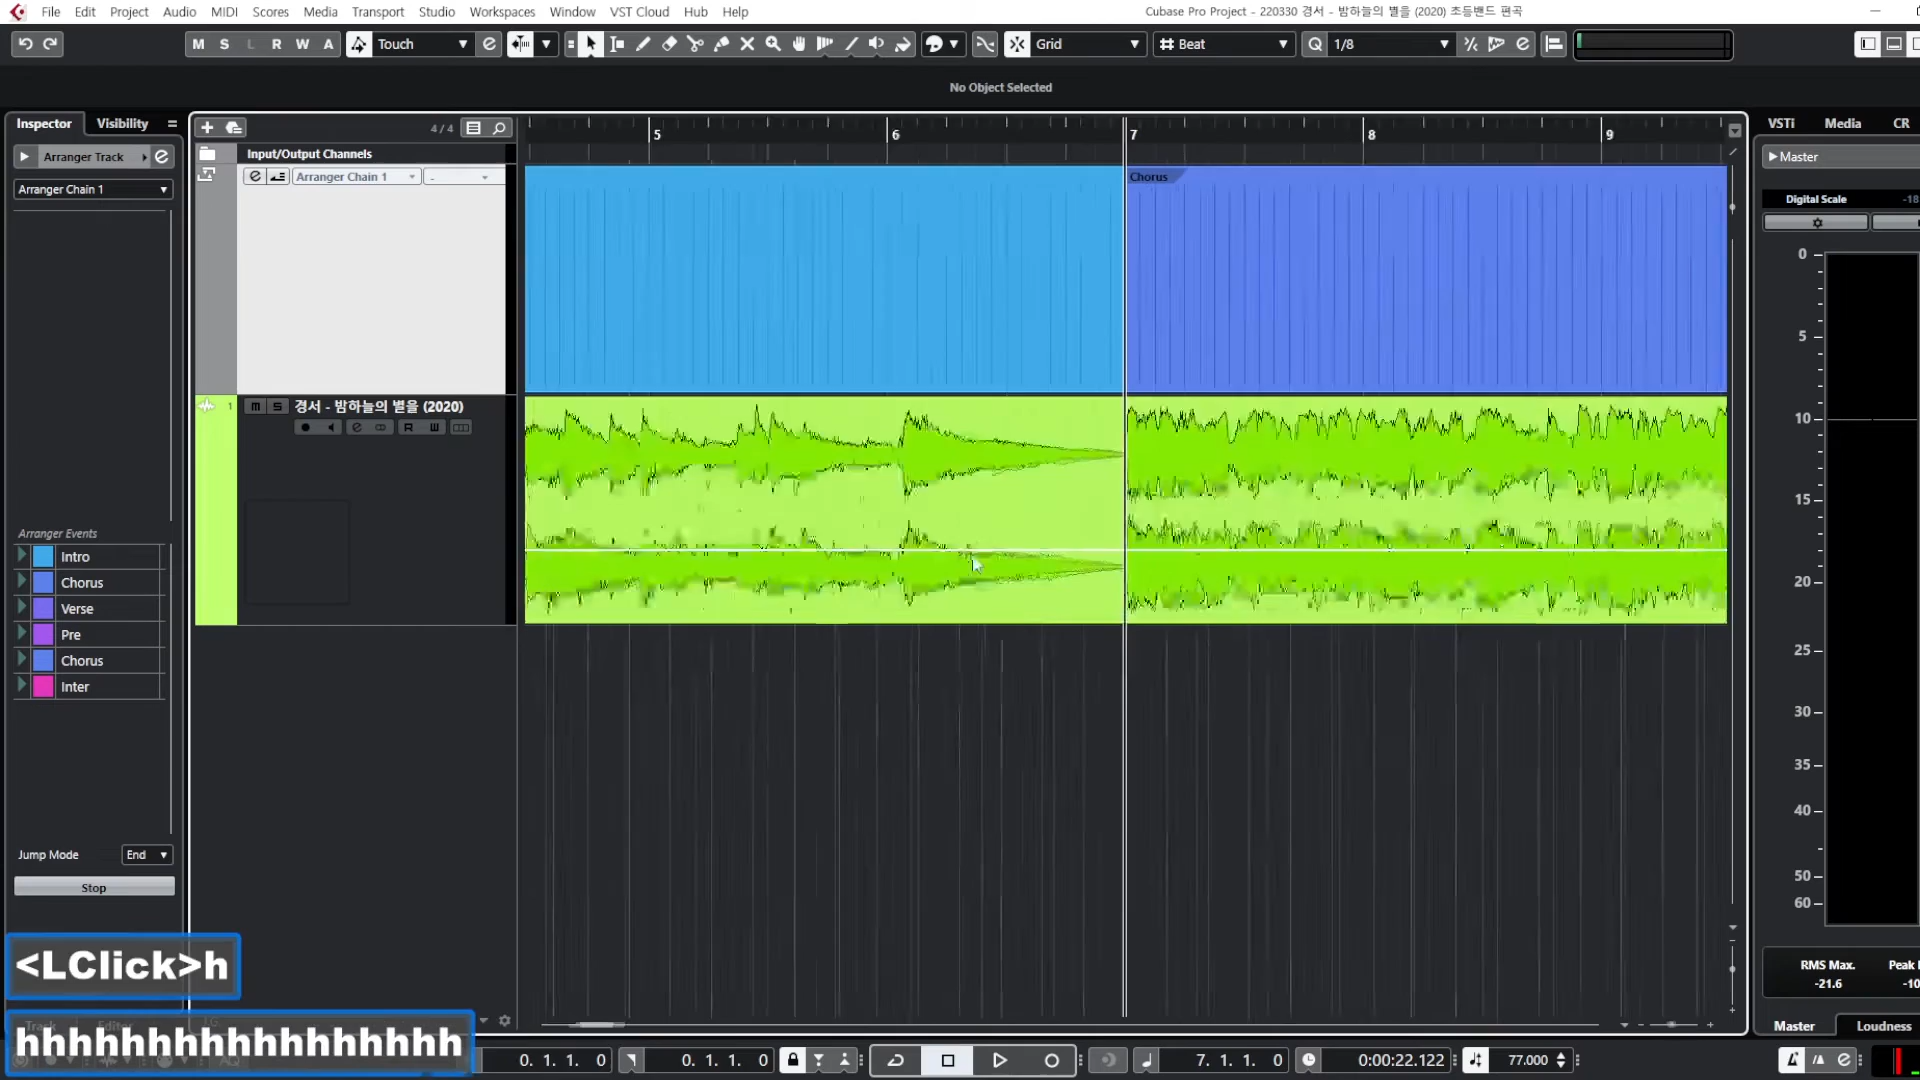 File Edit Project Audio MIDI Scores Media Transport Studio Workspaces Window VST Cloud Hub Help
Cubase Pro Project - 220330 경서 - 밤하늘의 별을 (2020) 초등밴드 편곡
M S L R W A Touch Grid Beat Q 1/8
No Object Selected
Inspector Visibility
4 / 4
5 6 7 8 9
VSTi Media CR
Arranger Track
Input/Output Channels
Master
Arranger Chain 1
Arranger Chain 1
Chorus
Digital Scale -18
0
5
10
15
20
25
30
35
40
50
60
1 m S 경서 - 밤하늘의 별을 (2020)
R W
Arranger Events
Intro
Chorus
Verse
Pre
Chorus
Inter
Jump Mode End
Stop
RMS Max. Peak
-21.6 -10
Master Loudness
<LClick>h
hhhhhhhhhhhhhhhhh
0. 1. 1. 0
0. 1. 1. 0
7. 1. 1. 0
0:00:22.122
77.000